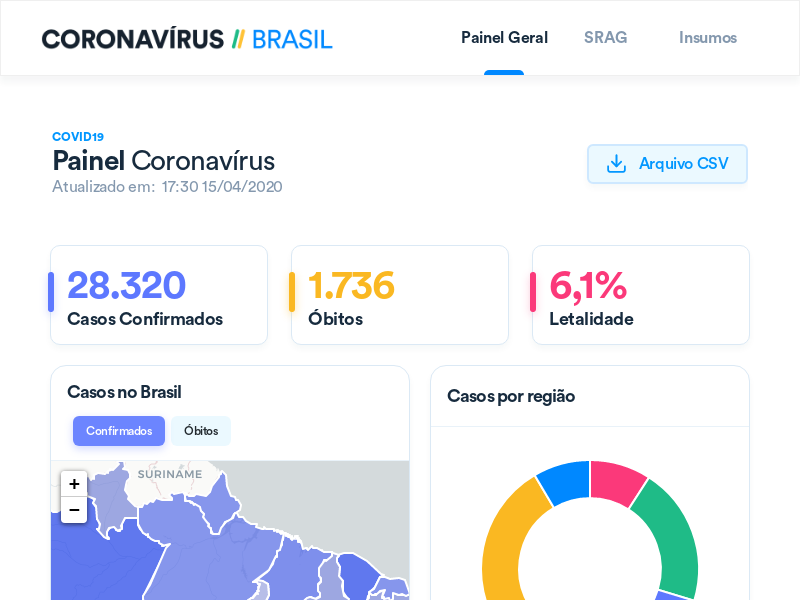 CORONAVÍRUS // BRASIL
Painel Geral
SRAG
Insumos
COVID19
Painel Coronavírus
Atualizado em: 17:30 15/04/2020
Arquivo CSV
28.320
Casos Confirmados
1.736
Óbitos
6,1%
Letalidade
Casos no Brasil
Confirmados
Óbitos
Casos por região
SURINAME
+
−